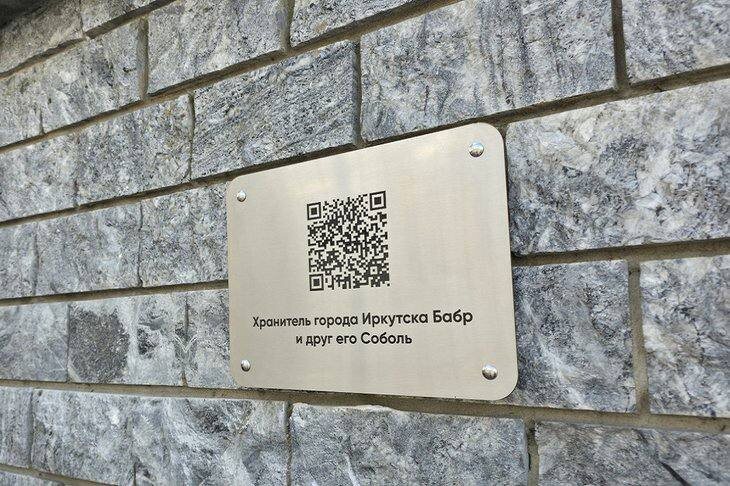 Хранитель города Иркутска Бабр
и друг его Соболь